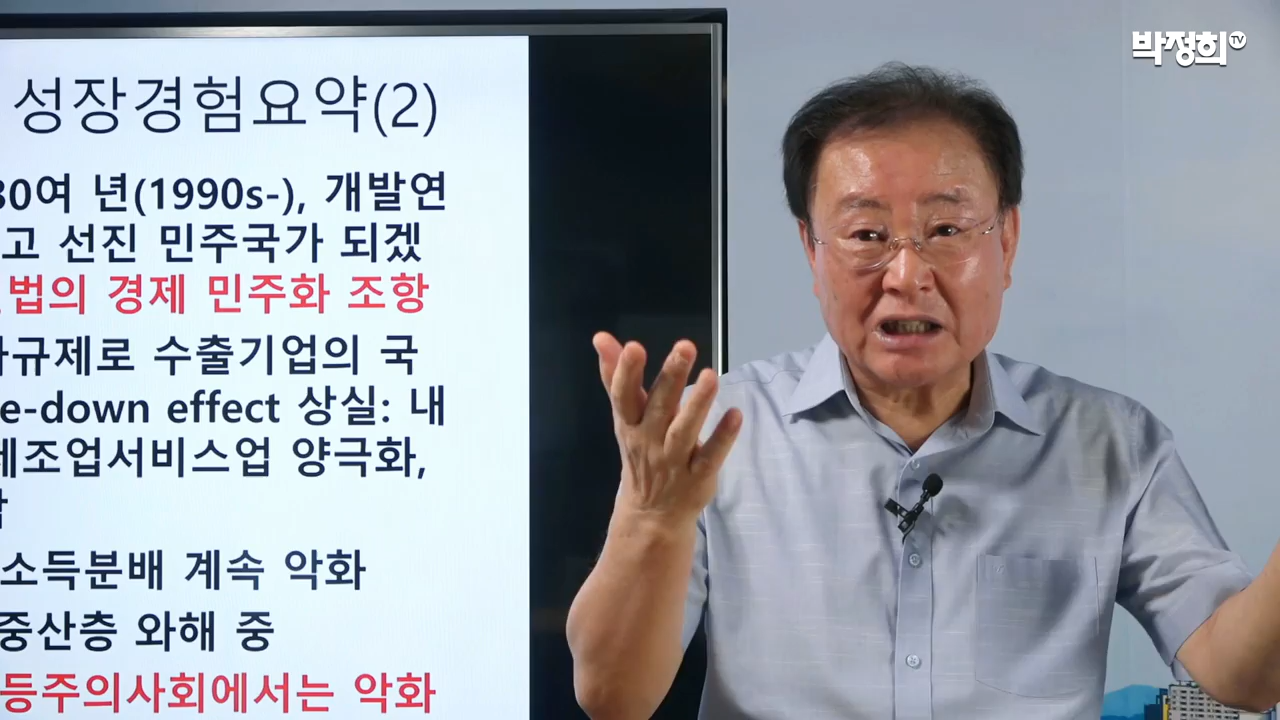 박정희TV
성장경험요약(2)
30여 년(1990s-), 개발연
고 선진 민주국가 되겠
법의 경제 민주화 조항
규제로 수출기업의 국
e-down effect 상실: 내
제조업서비스업 양극화,
소득분배 계속 악화
중산층 와해 중
등주의사회에서는 악화